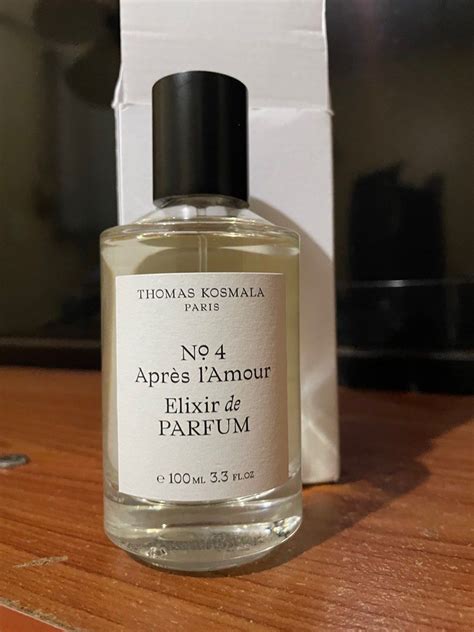 THOMAS KOSMALA
PARIS
Nº 4
Après l'Amour
Elixir de
PARFUM
℮ 100 ML 3.3 FL.OZ